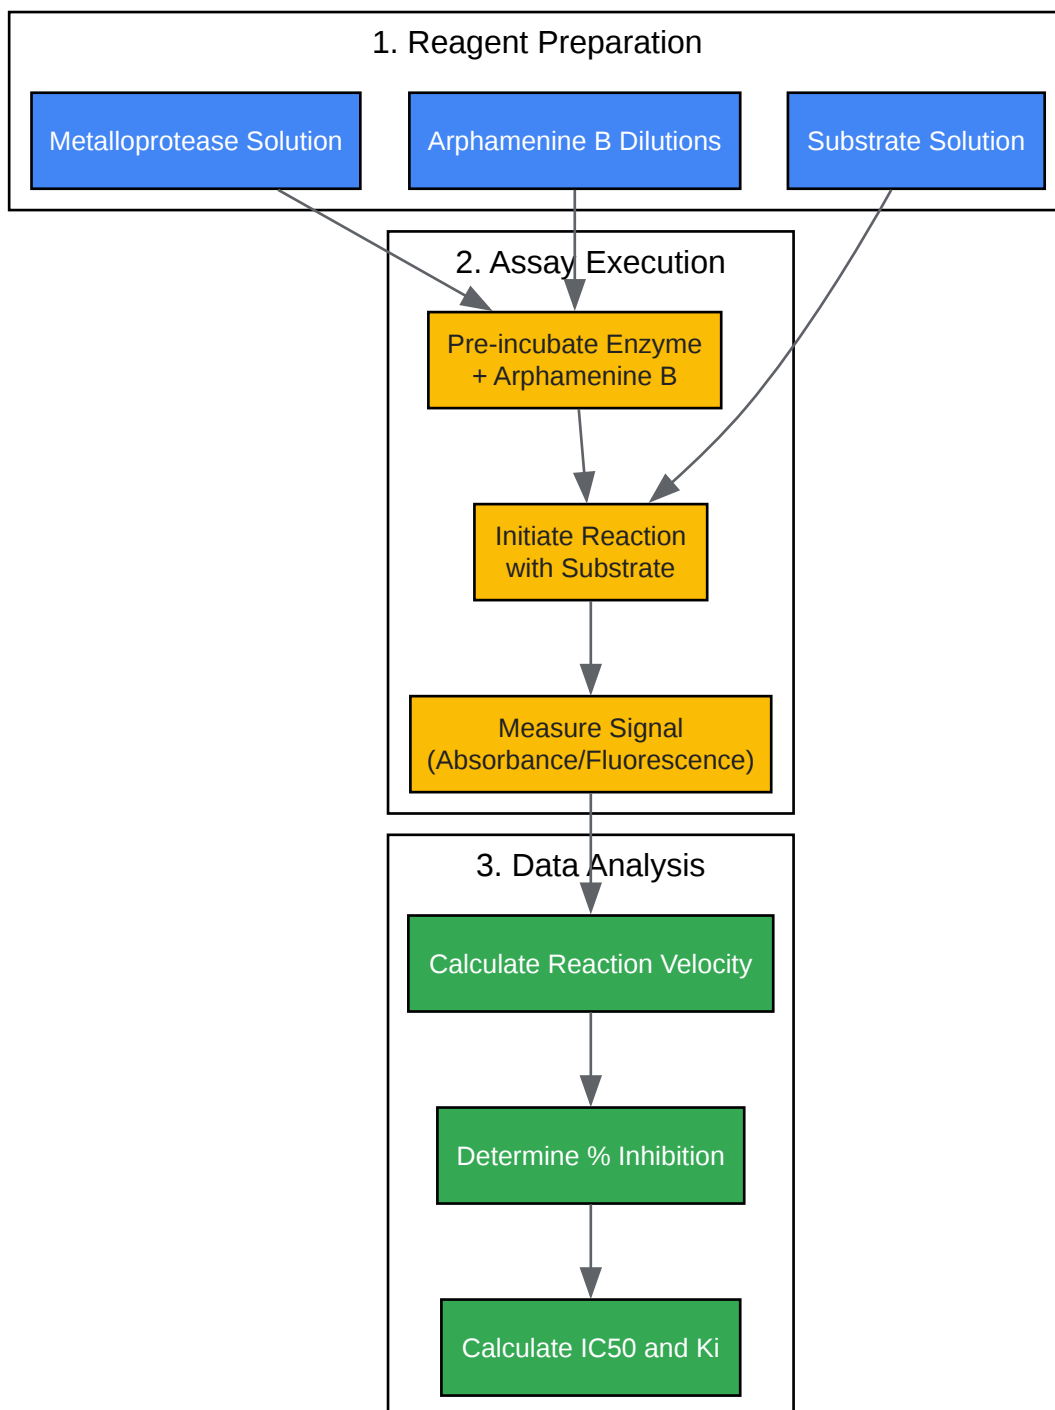 1. Reagent Preparation
Metalloprotease Solution
Arphamenine B Dilutions
Substrate Solution
2. Assay Execution
Pre-incubate Enzyme
+ Arphamenine B
Initiate Reaction
with Substrate
Measure Signal
(Absorbance/Fluorescence)
3. Data Analysis
Calculate Reaction Velocity
Determine % Inhibition
Calculate IC50 and Ki